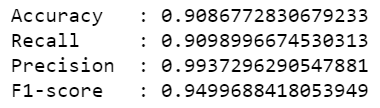 Accuracy : 0.9086772830679233
Recall : 0.9098996674530313
Precision : 0.9937296290547881
F1-score : 0.9499688418053949